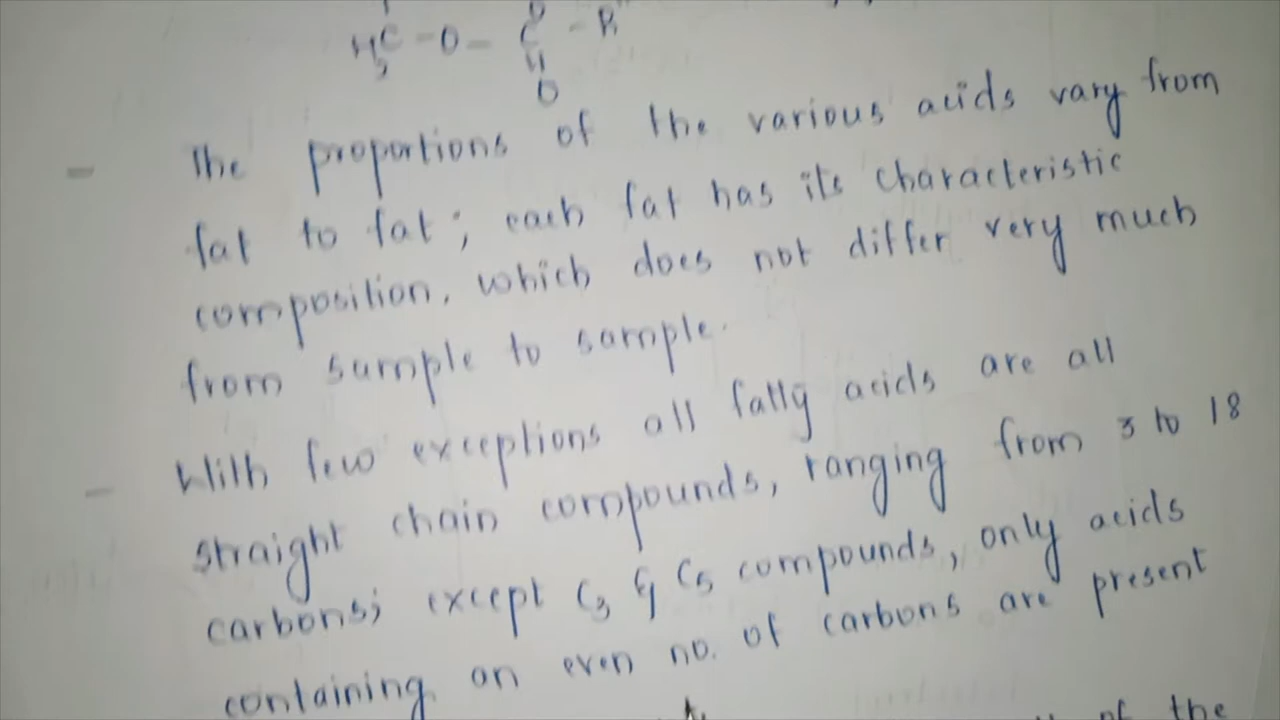 H₃C - O - C - R
O
- The proportions of the various acids vary from
fat to fat; each fat has its characteristic
composition, which does not differ very much
from sample to sample.
- With few exceptions all fatty acids are all
straight chain compounds, ranging from 3 to 18
carbons; except C₃ & C₅ compounds, only acids
containing an even no. of carbons are present
of the